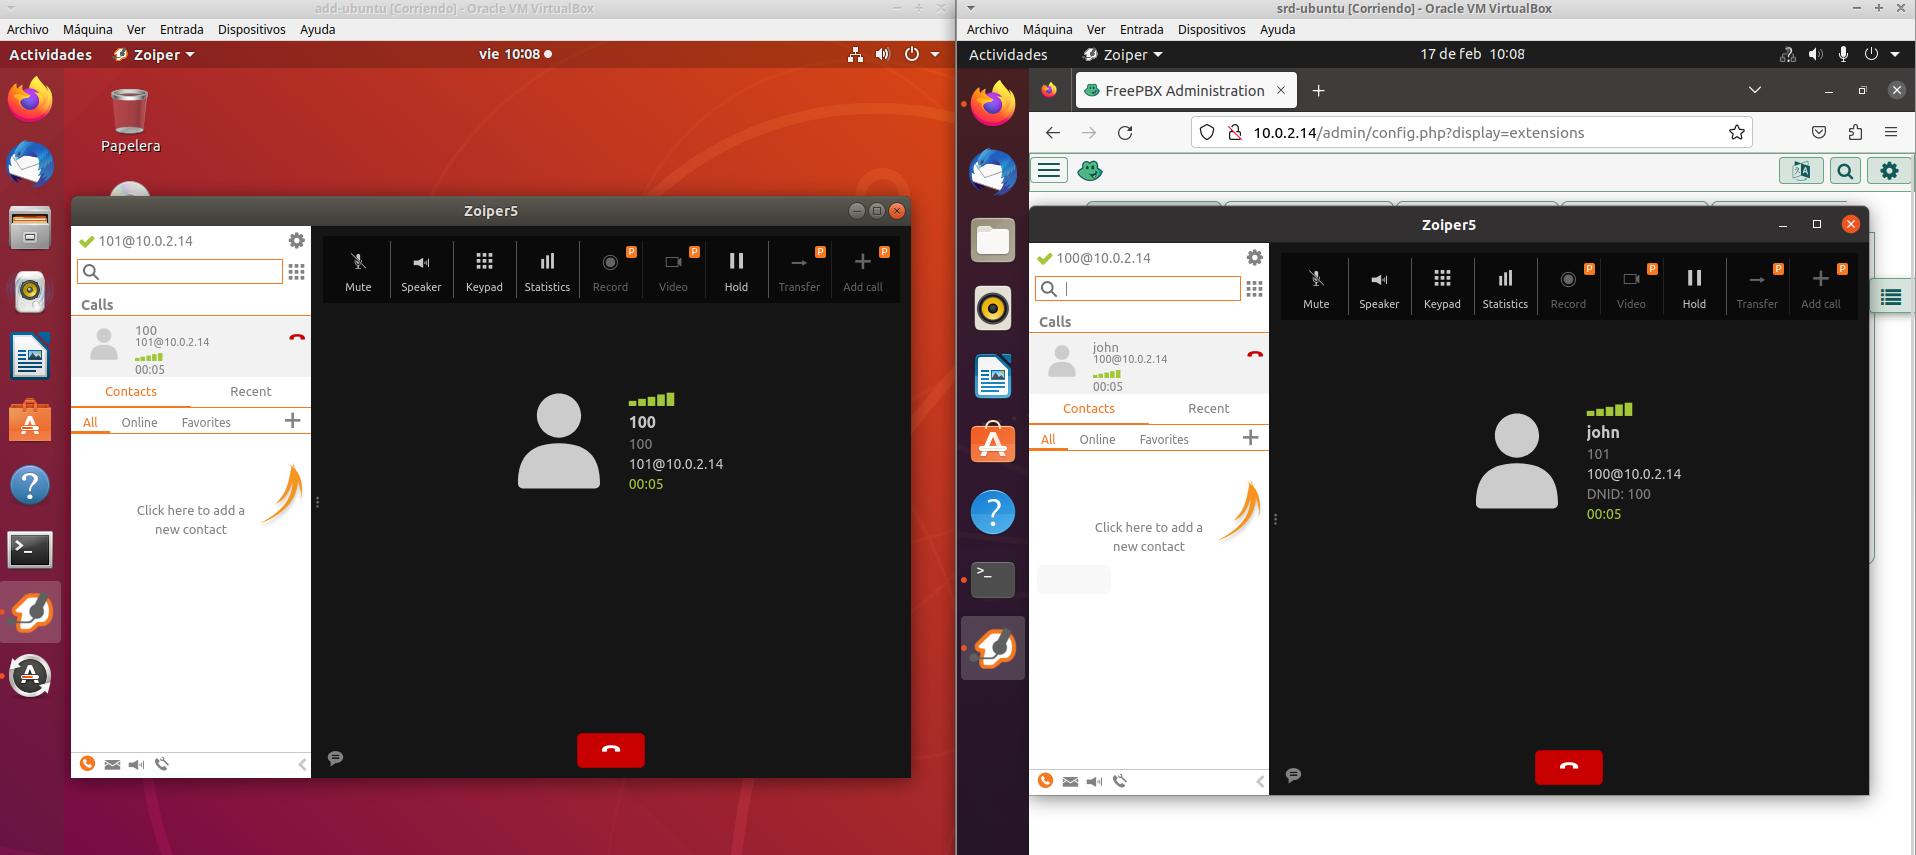 add-ubuntu [Corriendo] - Oracle VM VirtualBox
Archivo Máquina Ver Entrada Dispositivos Ayuda
Actividades Zoiper vie 10:08
Papelera
Zoiper5
101@10.0.2.14
Calls
100
101@10.0.2.14
00:05
Contacts Recent
All Online Favorites
Click here to add a
new contact
Mute Speaker Keypad Statistics Record Video Hold Transfer Add call
P P P P
100
100
101@10.0.2.14
00:05
srd-ubuntu [Corriendo] - Oracle VM VirtualBox
Archivo Máquina Ver Entrada Dispositivos Ayuda
Actividades Zoiper 17 de feb 10:08
FreePBX Administration
10.0.2.14/admin/config.php?display=extensions
Zoiper5
100@10.0.2.14
Calls
john
100@10.0.2.14
00:05
Contacts Recent
All Online Favorites
Click here to add a
new contact
P P P P
Mute Speaker Keypad Statistics Record Video Hold Transfer Add call
john
101
100@10.0.2.14
DNID: 100
00:05